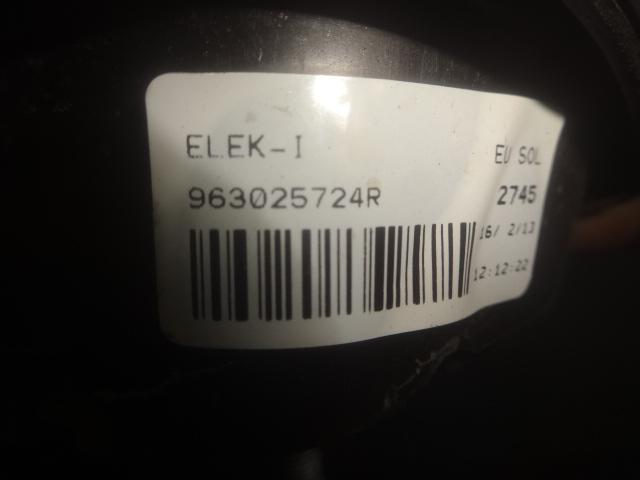 ELEK-I EU SOL
963025724R 2745
16/ 2/13
12:12:22